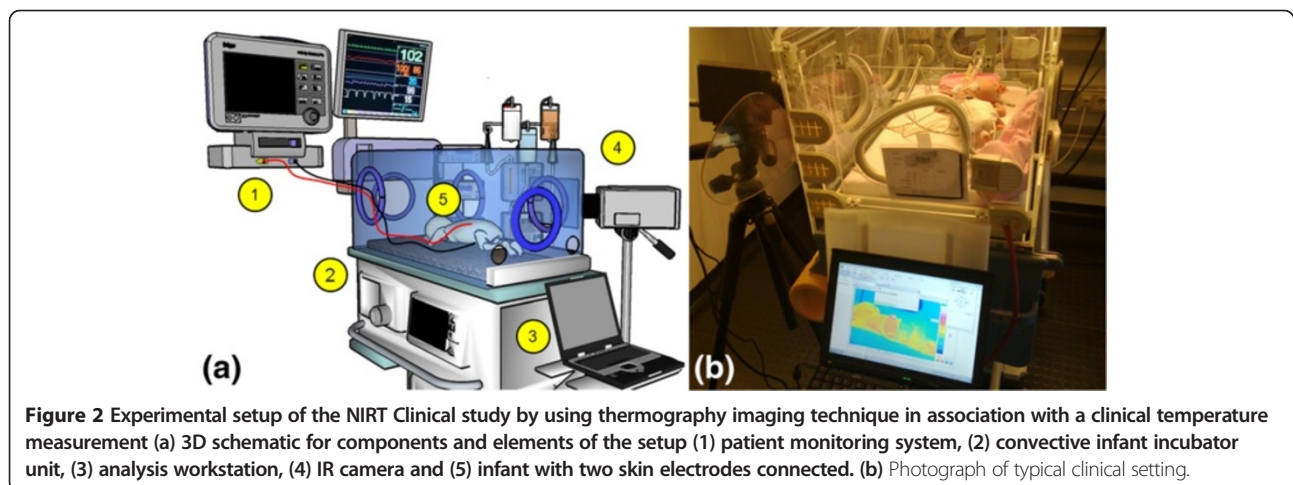 102
1
2
3
4
5
(a)
(b)
Figure 2 Experimental setup of the NIRT Clinical study by using thermography imaging technique in association with a clinical temperature
measurement (a) 3D schematic for components and elements of the setup (1) patient monitoring system, (2) convective infant incubator
unit, (3) analysis workstation, (4) IR camera and (5) infant with two skin electrodes connected. (b) Photograph of typical clinical setting.